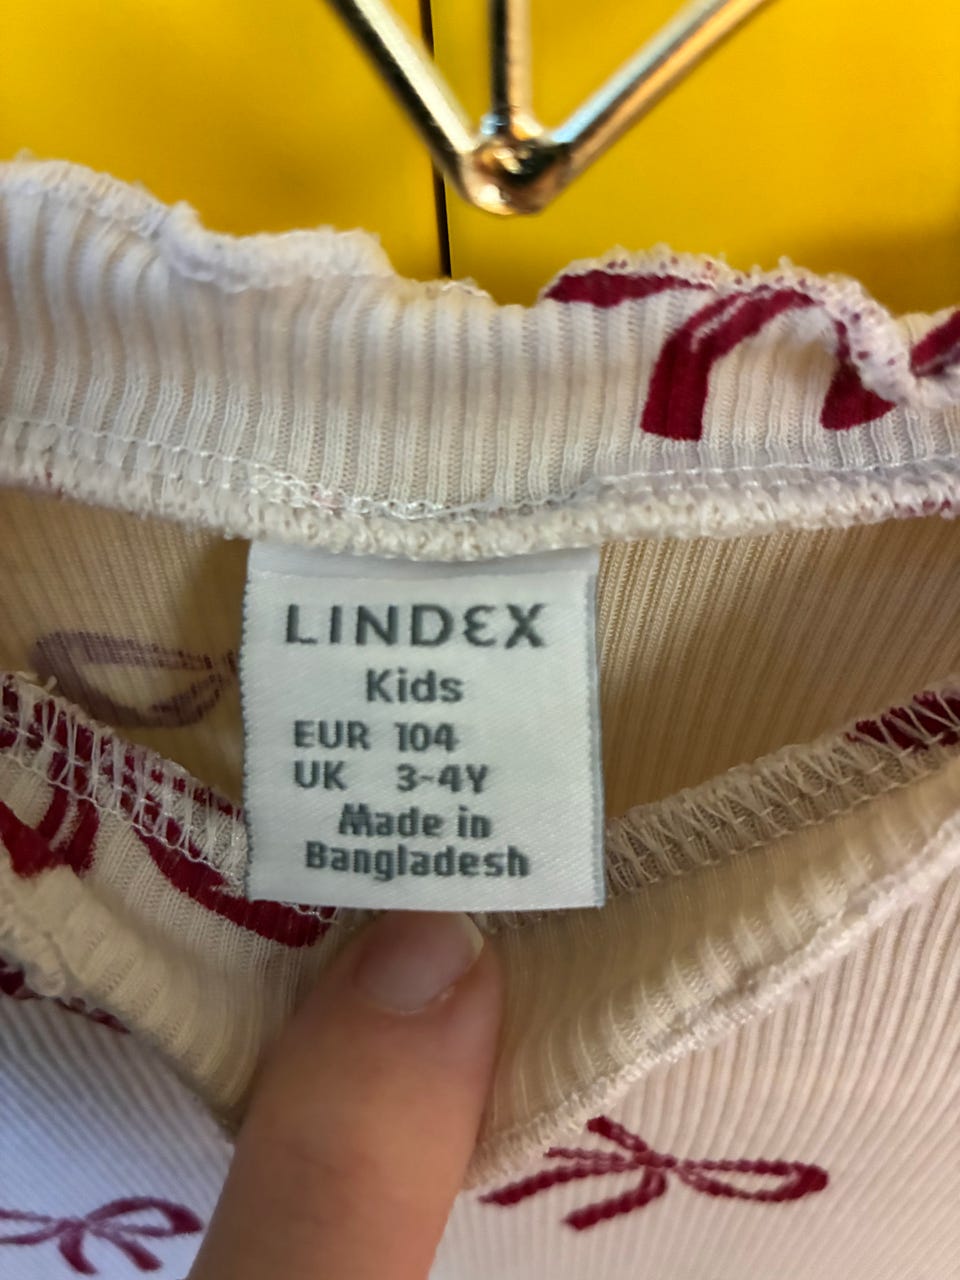 LINDEX
Kids
EUR 104
UK 3-4Y
Made in
Bangladesh